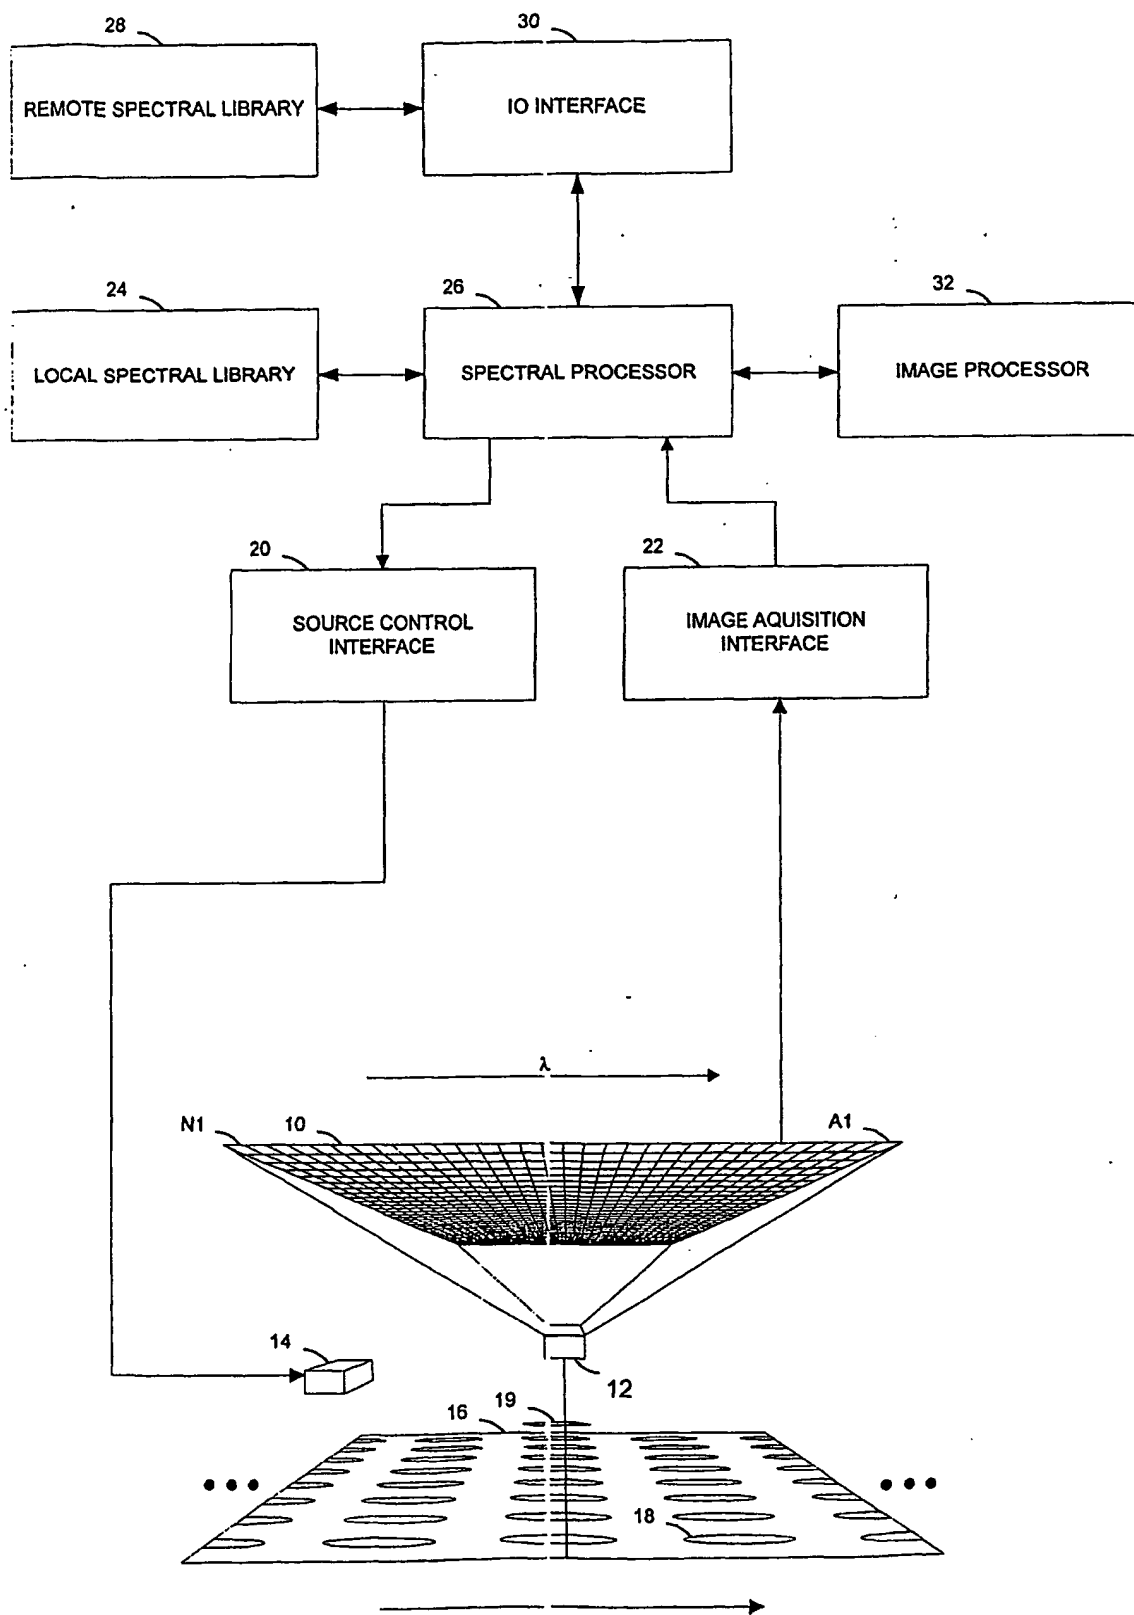 28
30
REMOTE SPECTRAL LIBRARY
IO INTERFACE
24
26
32
LOCAL SPECTRAL LIBRARY
SPECTRAL PROCESSOR
IMAGE PROCESSOR
20
22
SOURCE CONTROL
INTERFACE
IMAGE AQUISITION
INTERFACE
λ
N1
10
A1
14
12
19
16
18